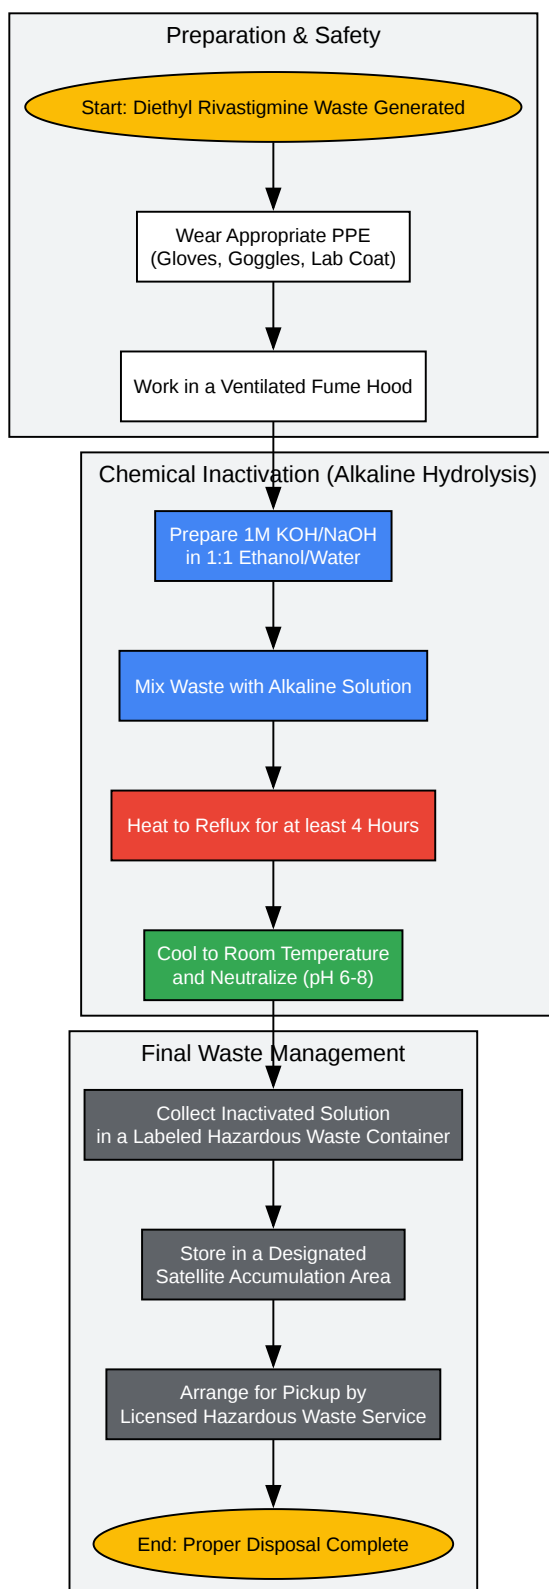 Preparation & Safety
Start: Diethyl Rivastigmine Waste Generated
Wear Appropriate PPE
(Gloves, Goggles, Lab Coat)
Work in a Ventilated Fume Hood
Chemical Inactivation (Alkaline Hydrolysis)
Prepare 1M KOH/NaOH
in 1:1 Ethanol/Water
Mix Waste with Alkaline Solution
Heat to Reflux for at least 4 Hours
Cool to Room Temperature
and Neutralize (pH 6-8)
Final Waste Management
Collect Inactivated Solution
in a Labeled Hazardous Waste Container
Store in a Designated
Satellite Accumulation Area
Arrange for Pickup by
Licensed Hazardous Waste Service
End: Proper Disposal Complete